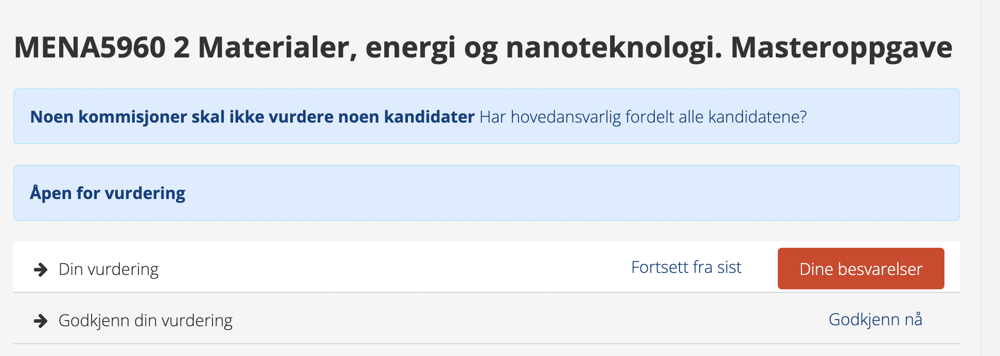 MENA5960 2 Materialer, energi og nanoteknologi. Masteroppgave
Noen kommisjoner skal ikke vurdere noen kandidater Har hovedansvarlig fordelt alle kandidatene?
Åpen for vurdering
Din vurdering Fortsett fra sist Dine besvarelser
Godkjenn din vurdering Godkjenn nå